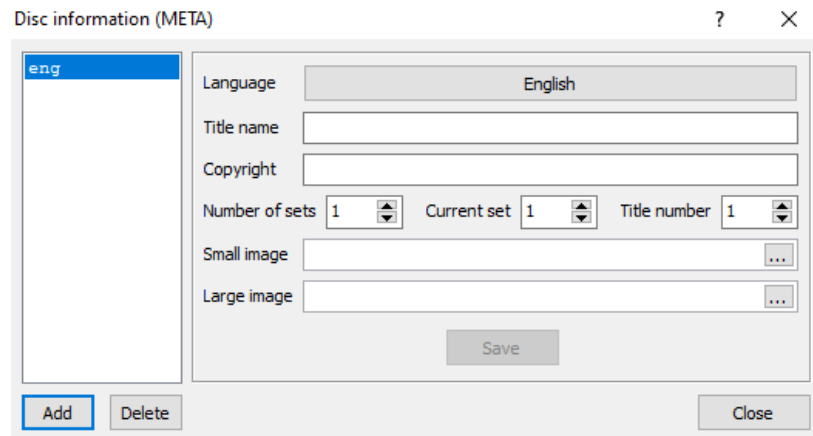 Disc information (META) ?
eng
Language English
Title name
Copyright
Number of sets 1 Current set 1 Title number 1
Small image ...
Large image ...
Save
Add Delete Close